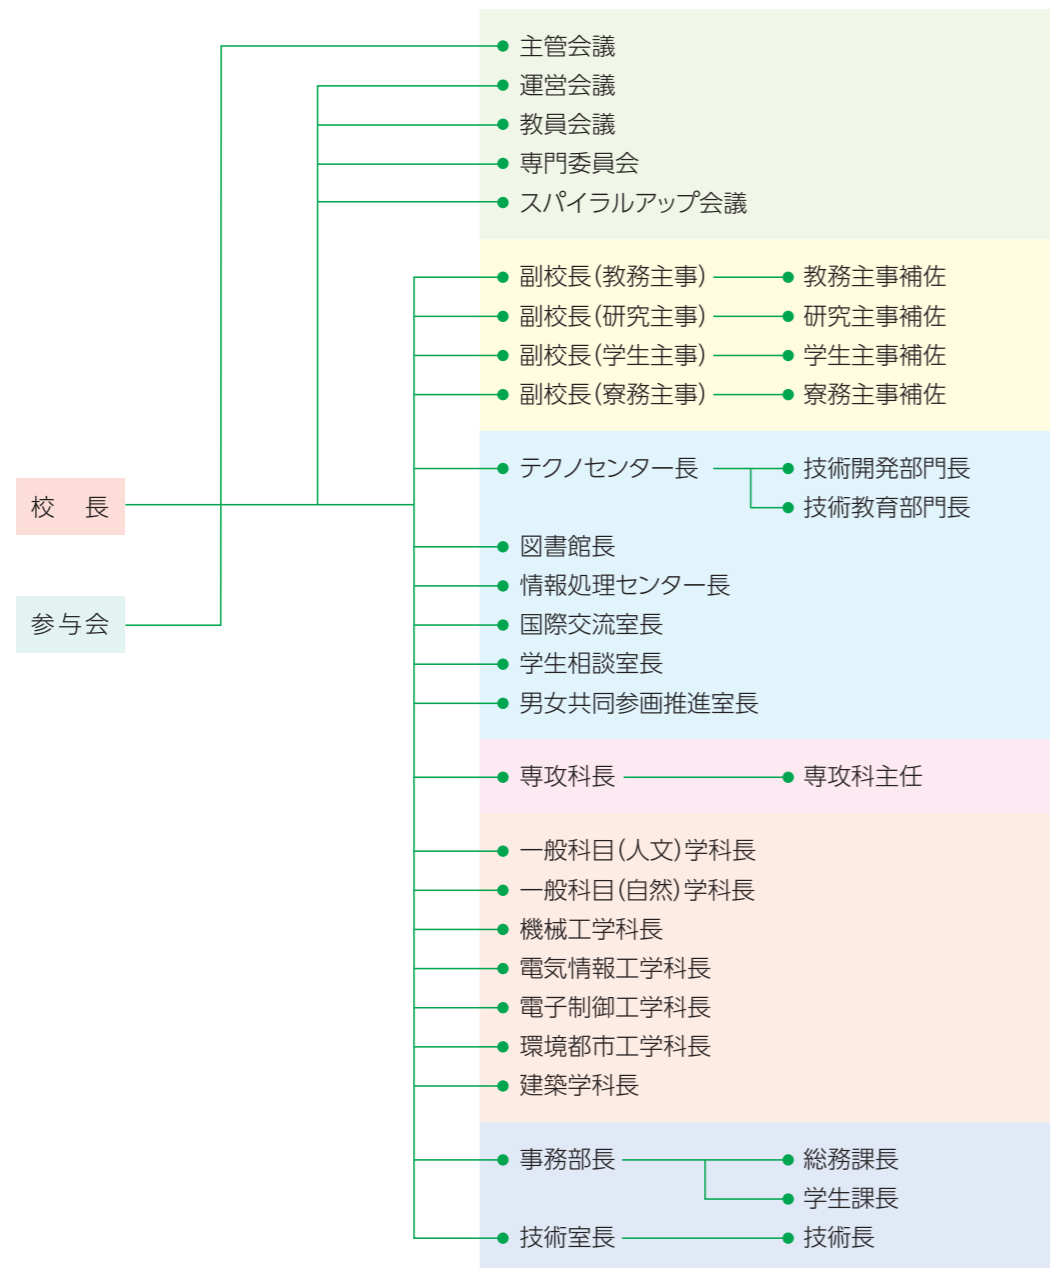 主管会議
運営会議
教員会議
専門委員会
スパイラルアップ会議
副校長(教務主事) 教務主事補佐
副校長(研究主事) 研究主事補佐
副校長(学生主事) 学生主事補佐
副校長(寮務主事) 寮務主事補佐
テクノセンター長 技術開発部門長
校 長 技術教育部門長
図書館長
情報処理センター長
参与会 国際交流室長
学生相談室長
男女共同参画推進室長
専攻科長 専攻科主任
一般科目(人文)学科長
一般科目(自然)学科長
機械工学科長
電気情報工学科長
電子制御工学科長
環境都市工学科長
建築学科長
事務部長 総務課長
学生課長
技術室長 技術長